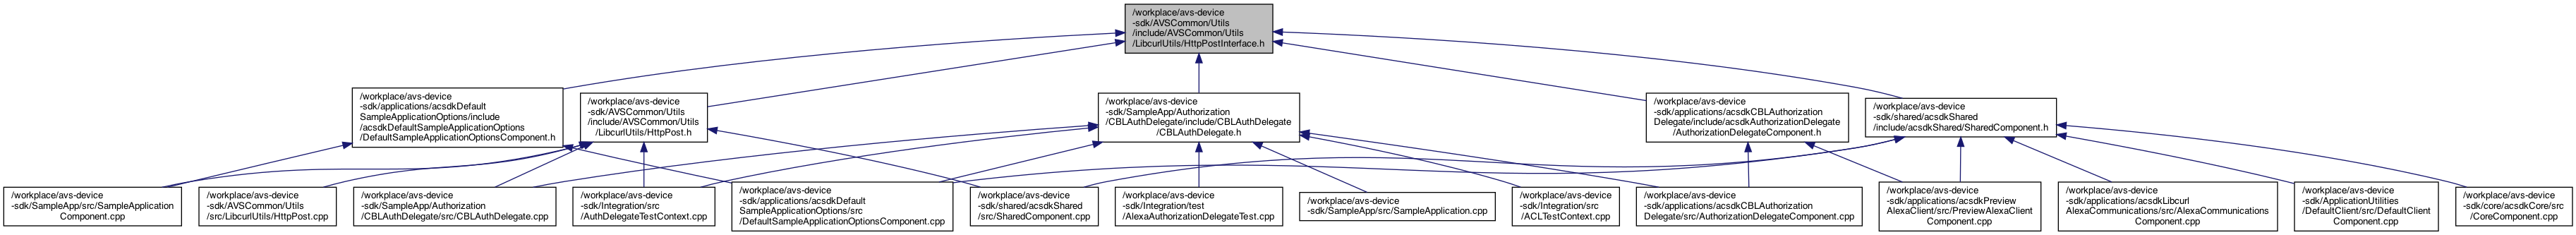 /workplace/avs-device
-sdk/AVSCommon/Utils
/include/AVSCommon/Utils
/LibcurlUtils/HttpPostInterface.h
/workplace/avs-device
-sdk/applications/acsdkDefault
SampleApplicationOptions/include
/acsdkDefaultSampleApplicationOptions
/DefaultSampleApplicationOptionsComponent.h
/workplace/avs-device
-sdk/AVSCommon/Utils
/include/AVSCommon/Utils
/LibcurlUtils/HttpPost.h
/workplace/avs-device
-sdk/SampleApp/Authorization
/CBLAuthDelegate/include/CBLAuthDelegate
/CBLAuthDelegate.h
/workplace/avs-device
-sdk/applications/acsdkCBLAuthorization
Delegate/include/acsdkAuthorizationDelegate
/AuthorizationDelegateComponent.h
/workplace/avs-device
-sdk/shared/acsdkShared
/include/acsdkShared/SharedComponent.h
/workplace/avs-device
-sdk/SampleApp/src/SampleApplication
Component.cpp
/workplace/avs-device
-sdk/AVSCommon/Utils
/src/LibcurlUtils/HttpPost.cpp
/workplace/avs-device
-sdk/SampleApp/Authorization
/CBLAuthDelegate/src/CBLAuthDelegate.cpp
/workplace/avs-device
-sdk/Integration/src
/AuthDelegateTestContext.cpp
/workplace/avs-device
-sdk/applications/acsdkDefault
SampleApplicationOptions/src
/DefaultSampleApplicationOptionsComponent.cpp
/workplace/avs-device
-sdk/shared/acsdkShared
/src/SharedComponent.cpp
/workplace/avs-device
-sdk/Integration/test
/AlexaAuthorizationDelegateTest.cpp
/workplace/avs-device
-sdk/SampleApp/src/SampleApplication.cpp
/workplace/avs-device
-sdk/Integration/src
/ACLTestContext.cpp
/workplace/avs-device
-sdk/applications/acsdkCBLAuthorization
Delegate/src/AuthorizationDelegateComponent.cpp
/workplace/avs-device
-sdk/applications/acsdkPreview
AlexaClient/src/PreviewAlexaClient
Component.cpp
/workplace/avs-device
-sdk/applications/acsdkLibcurl
AlexaCommunications/src/AlexaCommunications
Component.cpp
/workplace/avs-device
-sdk/ApplicationUtilities
/DefaultClient/src/DefaultClient
Component.cpp
/workplace/avs-device
-sdk/core/acsdkCore/src
/CoreComponent.cpp